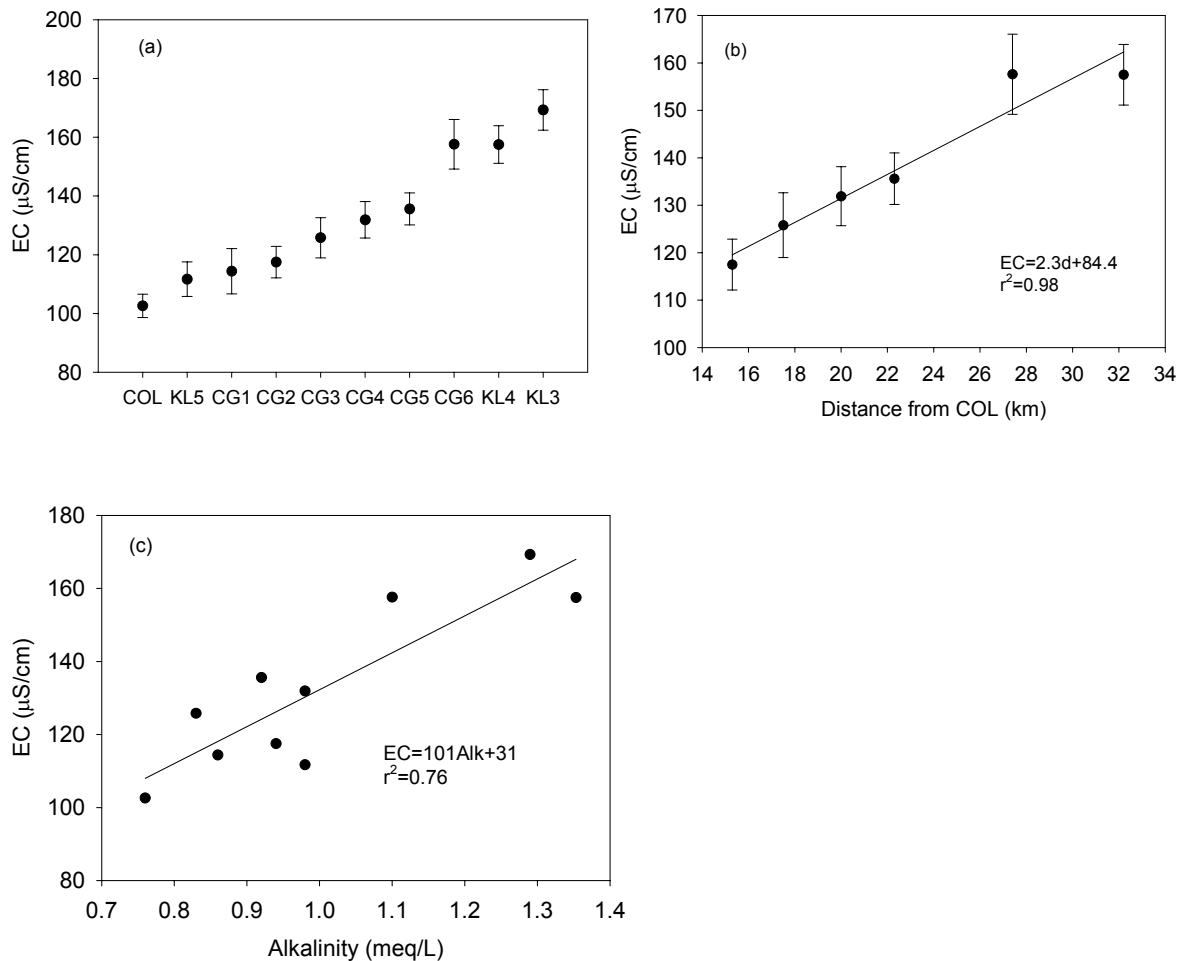 (a)
EC (μS/cm)
200
180
160
140
120
100
80
COL KL5 CG1 CG2 CG3 CG4 CG5 CG6 KL4 KL3
(b)
EC (μS/cm)
170
160
150
140
130
120
110
100
EC=2.3d+84.4
r²=0.98
14 16 18 20 22 24 26 28 30 32 34
Distance from COL (km)
(c)
EC (μS/cm)
180
160
140
120
100
80
EC=101Alk+31
r²=0.76
0.7 0.8 0.9 1.0 1.1 1.2 1.3 1.4
Alkalinity (meq/L)